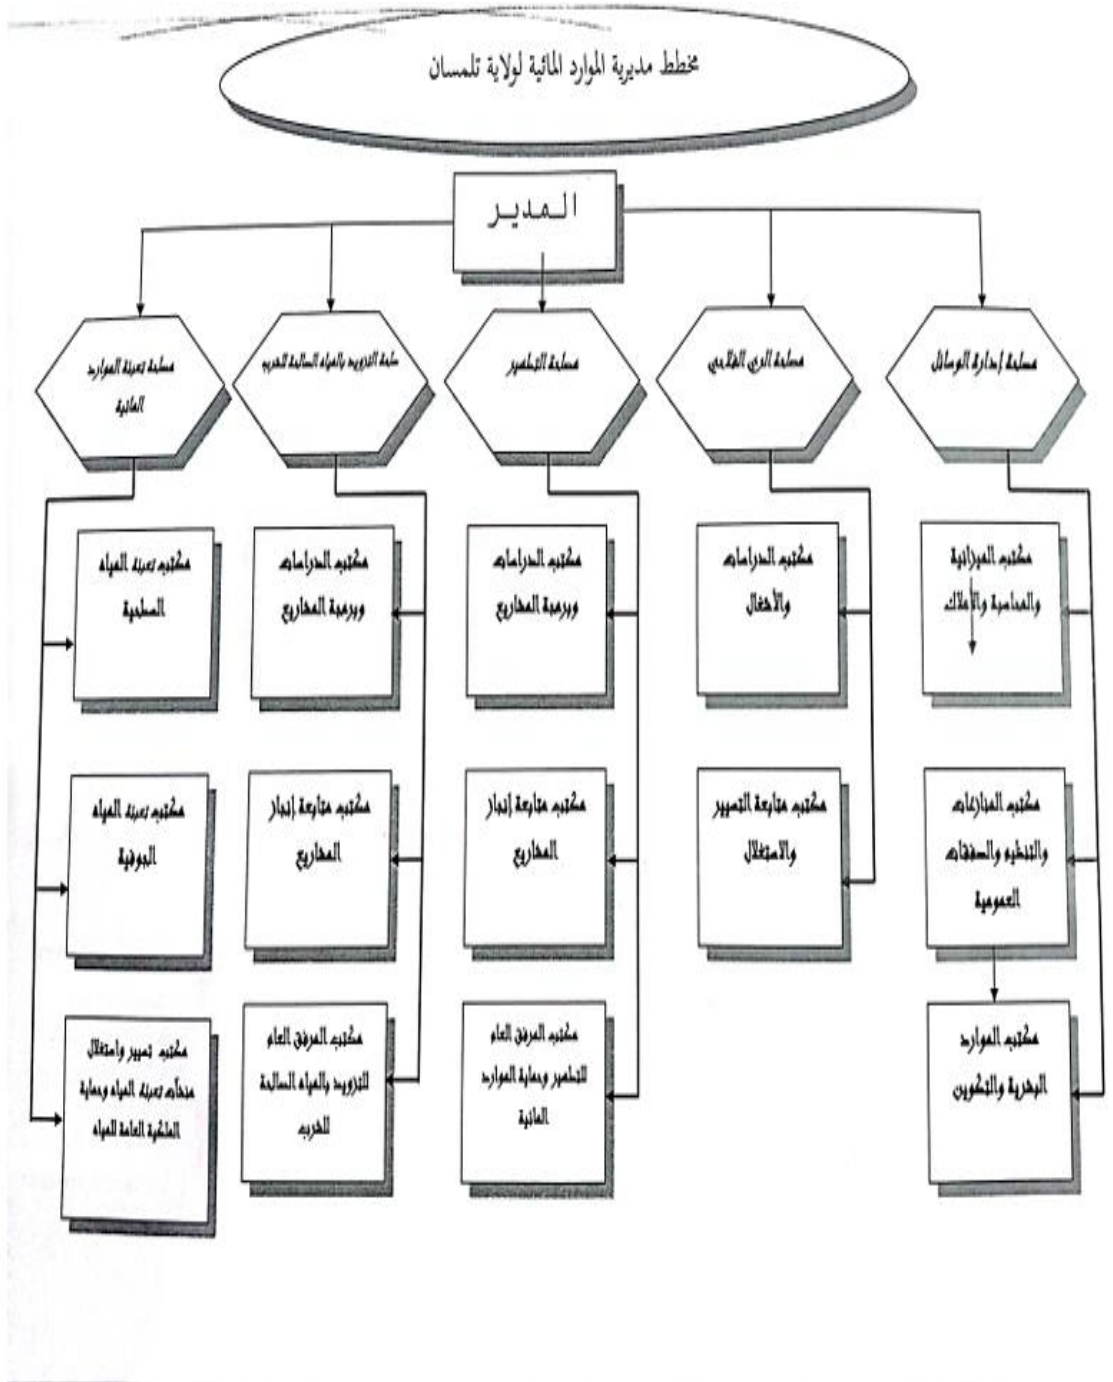 مخطط مديرية الموارد المائية لولاية تلمسان
المدير
مصلحة إدارة الوسائل
مصلحة الري الفلاحي
مصلحة التطهير
صلحة التزويد بالمياه الصالحة للشرب
مصلحة تعبئة الموارد
المائية
مكتب الميزانية
والمحاسبة والأملاك
مكتب الدراسات
والأشغال
مكتب الدراسات
وبرمجة المشاريع
مكتب الدراسات
وبرمجة المشاريع
مكتب تعبئة المياه
السطحية
مكتب المنازعات
والتنظيم والصفقات
العمومية
مكتب متابعة التسيير
والاستغلال
مكتب متابعة إنجاز
المشاريع
مكتب متابعة إنجاز
المشاريع
مكتب تعبئة المياه
الجوفية
مكتب الموارد
البشرية والتكوين
مكتب المرفق العام
للتطهير وحماية الموارد
المائية
مكتب المرفق العام
للتزويد بالمياه الصالحة
للشرب
مكتب تسيير واستغلال
منشآت تعبئة المياه وحماية
الملكية العامة للمياه